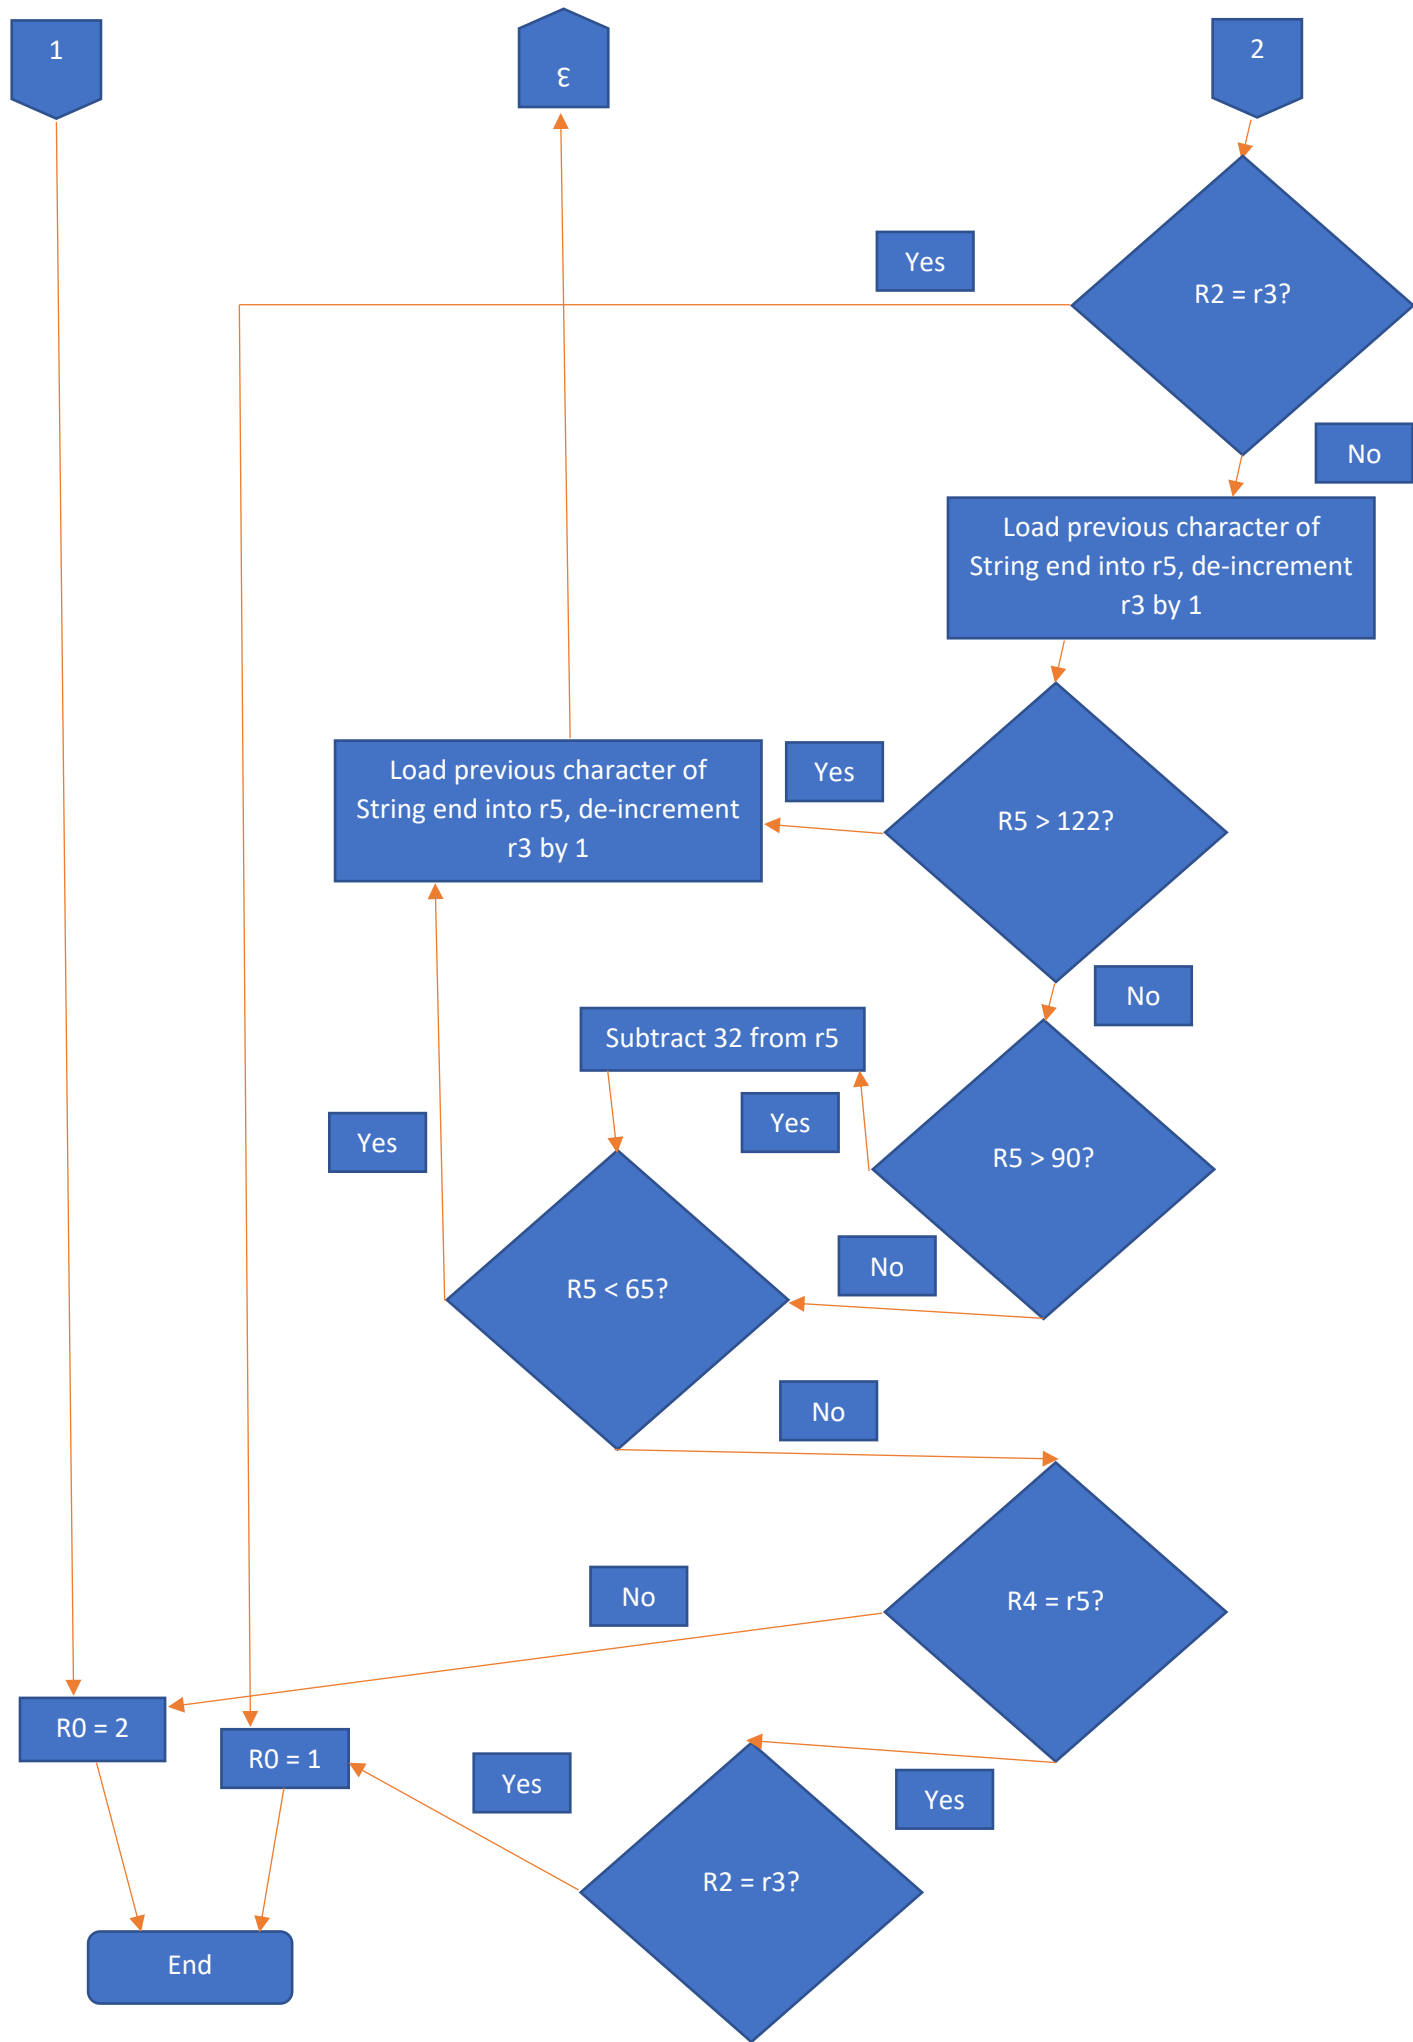 1
ε
2
Yes
R2 = r3?
No
Load previous character of
String end into r5, de-increment
r3 by 1
Load previous character of
String end into r5, de-increment
r3 by 1
Yes
R5 > 122?
No
Subtract 32 from r5
Yes
Yes
R5 > 90?
No
R5 < 65?
No
No
R4 = r5?
R0 = 2
R0 = 1
Yes
Yes
R2 = r3?
End